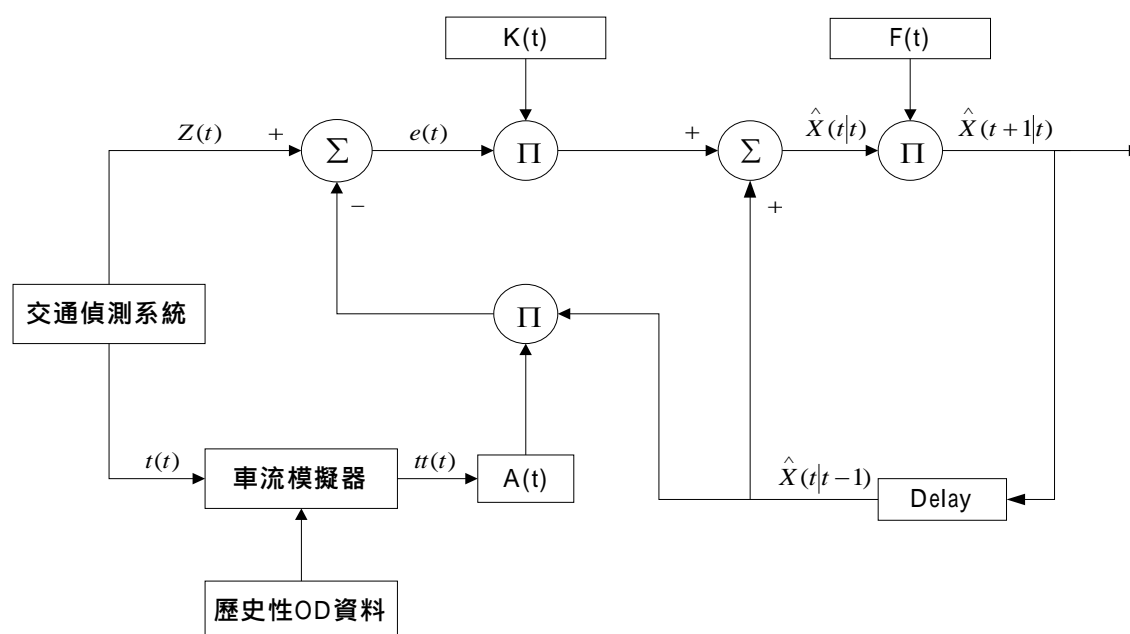 K(t)
F(t)
Z(t)
+
Σ
e(t)
Π
+
Σ
X̂(t|t)
Π
X̂(t+1|t)
−
+
交通偵測系統
Π
t(t)
車流模擬器
tt(t)
A(t)
X̂(t|t−1)
Delay
歷史性OD資料